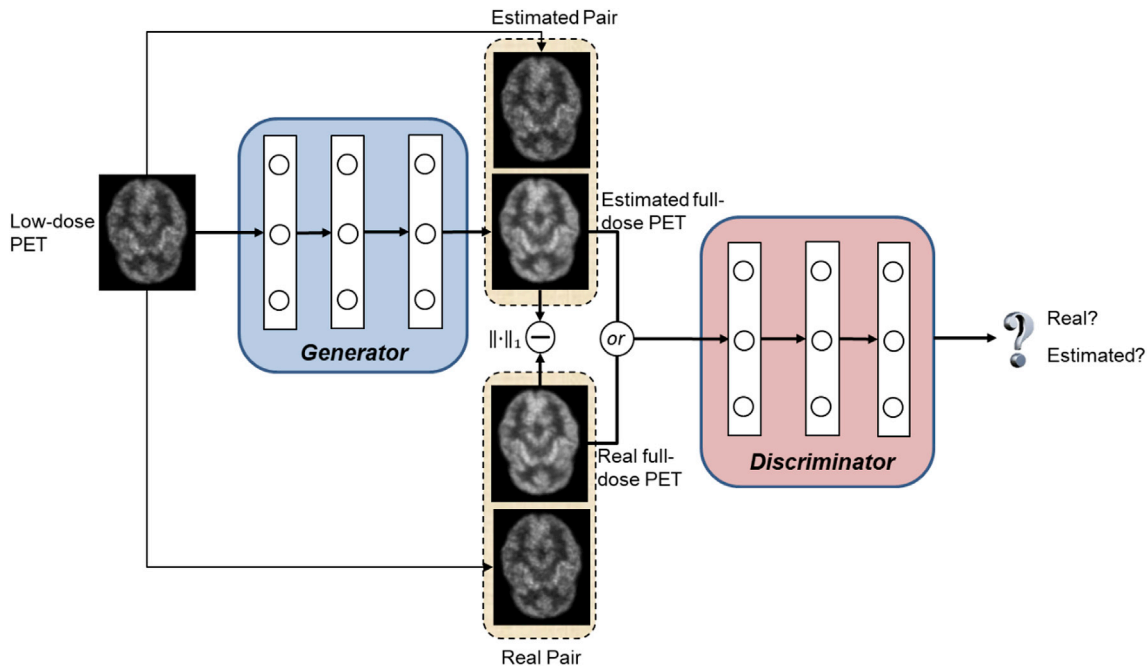 Estimated Pair
Low-dose
PET
Generator
Estimated full-
dose PET
‖·‖₁
or
Real full-
dose PET
Discriminator
Real?
Estimated?
Real Pair